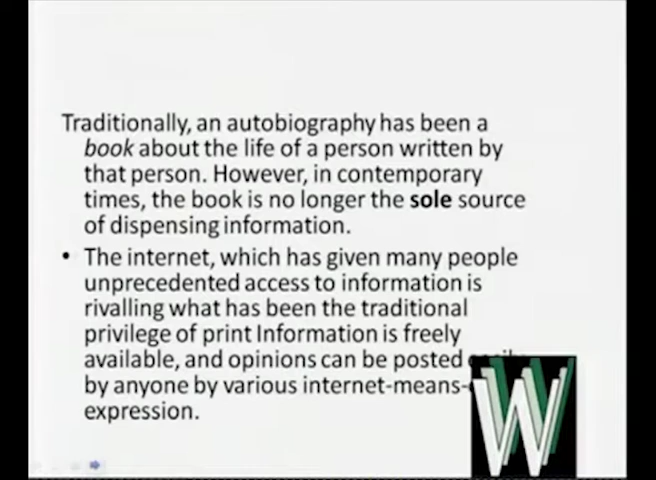 Traditionally, an autobiography has been a
book about the life of a person written by
that person. However, in contemporary
times, the book is no longer the sole source
of dispensing information.
• The internet, which has given many people
unprecedented access to information is
rivalling what has been the traditional
privilege of print Information is freely
available, and opinions can be posted
by anyone by various internet-means-
expression.
W